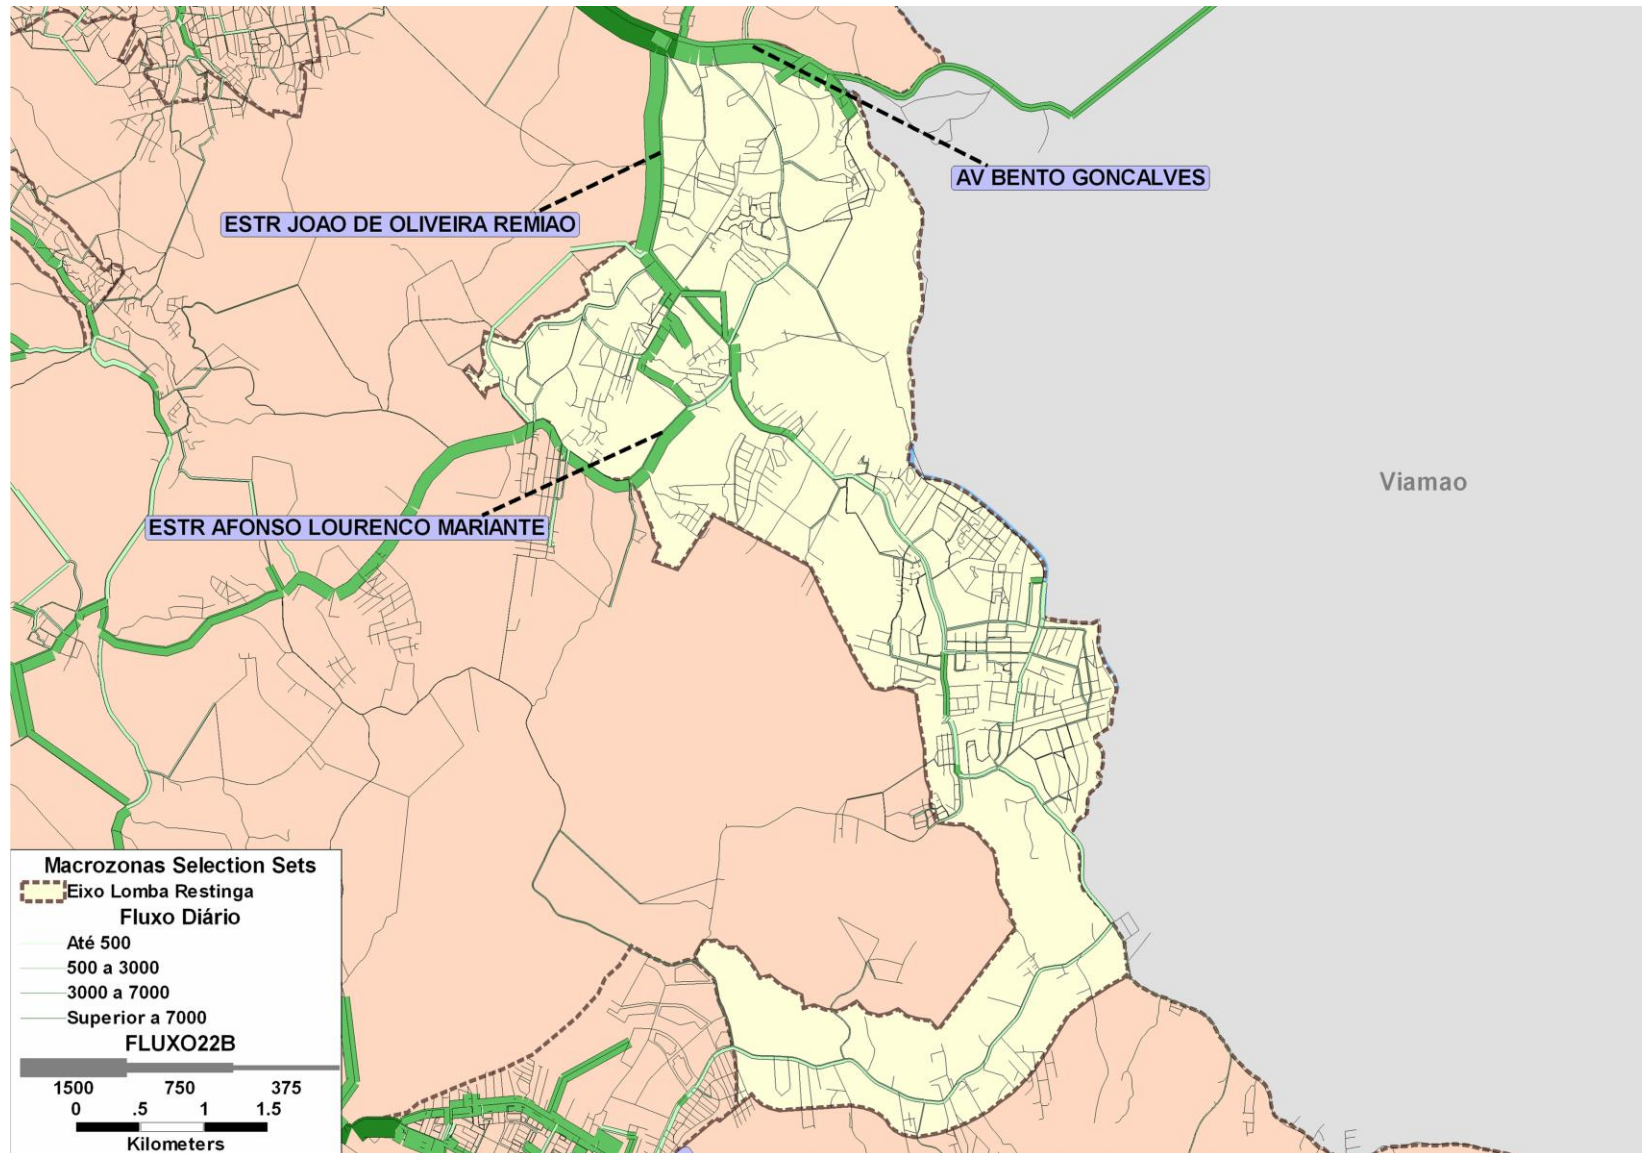 AV BENTO GONCALVES
ESTR JOAO DE OLIVEIRA REMIAO
Viamao
ESTR AFONSO LOURENCO MARIANTE
Macrozonas Selection Sets
Eixo Lomba Restinga
Fluxo Diário
Até 500
500 a 3000
3000 a 7000
Superior a 7000
FLUXO22B
1500 750 375
0 .5 1 1.5
Kilometers